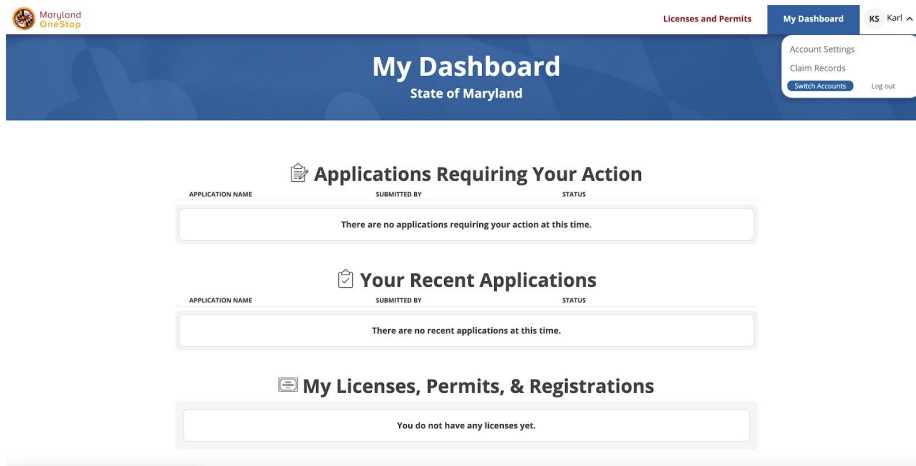 Maryland
OneStop
Licenses and Permits
My Dashboard
KS Karl
Account Settings
Claim Records
Switch Accounts
Log out
My Dashboard
State of Maryland
Applications Requiring Your Action
APPLICATION NAME SUBMITTED BY STATUS
There are no applications requiring your action at this time.
Your Recent Applications
APPLICATION NAME SUBMITTED BY STATUS
There are no recent applications at this time.
My Licenses, Permits, & Registrations
You do not have any licenses yet.